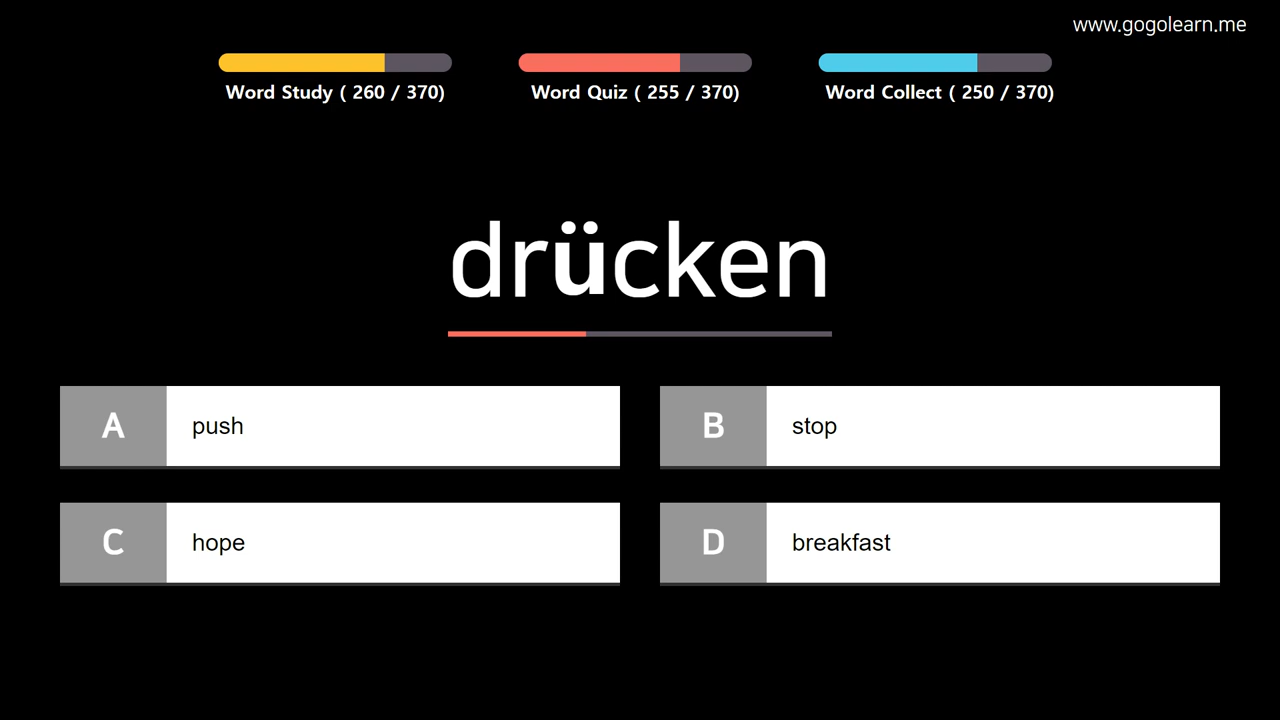 www.gogolearn.me
Word Study ( 260 / 370)
Word Quiz ( 255 / 370)
Word Collect ( 250 / 370)
drücken
A push
B stop
C hope
D breakfast